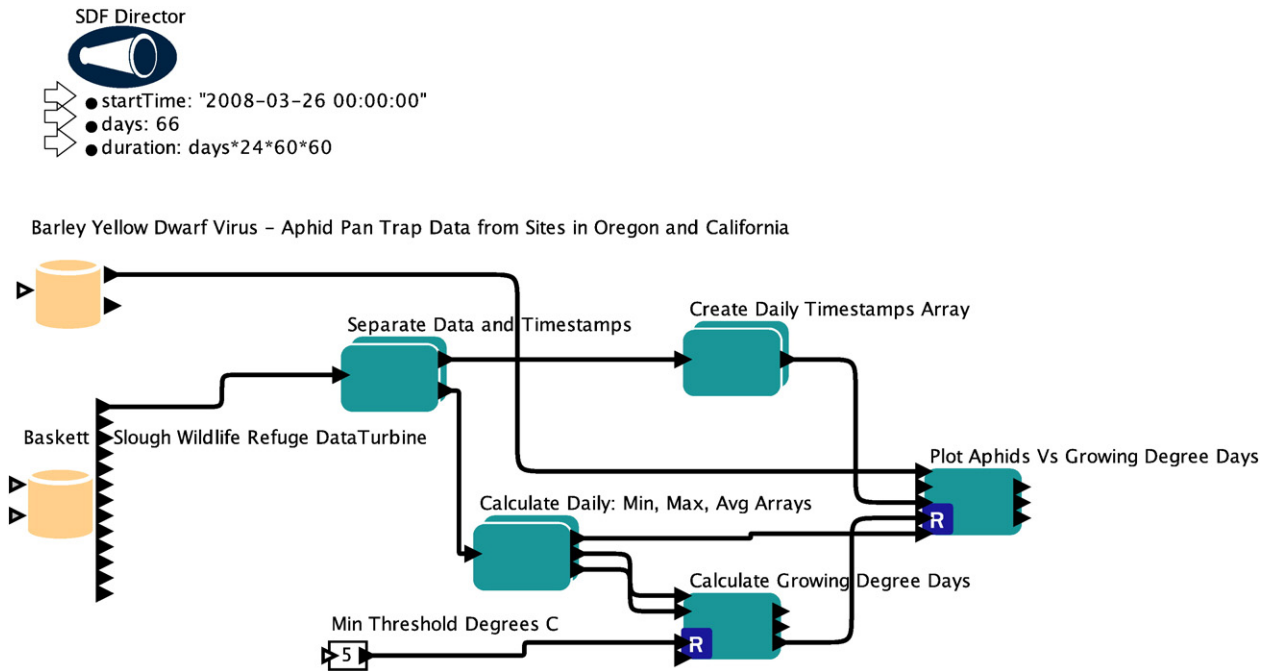 SDF Director
startTime: "2008-03-26 00:00:00"
days: 66
duration: days*24*60*60
Barley Yellow Dwarf Virus - Aphid Pan Trap Data from Sites in Oregon and California
Separate Data and Timestamps
Create Daily Timestamps Array
Baskett Slough Wildlife Refuge DataTurbine
Plot Aphids Vs Growing Degree Days
R
Calculate Daily: Min, Max, Avg Arrays
Calculate Growing Degree Days
R
Min Threshold Degrees C
5